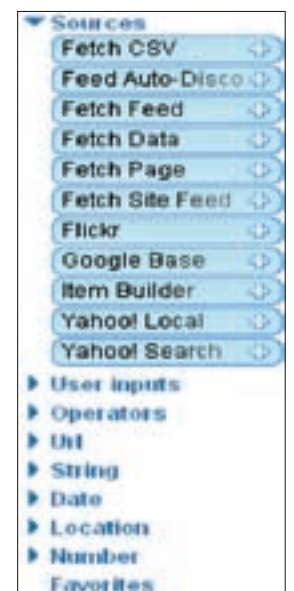 Sources
Fetch CSV
Feed Auto-Disco
Fetch Feed
Fetch Data
Fetch Page
Fetch Site Feed
Flickr
Google Base
Item Builder
Yahoo! Local
Yahoo! Search
User inputs
Operators
Url
String
Date
Location
Number
Favorites